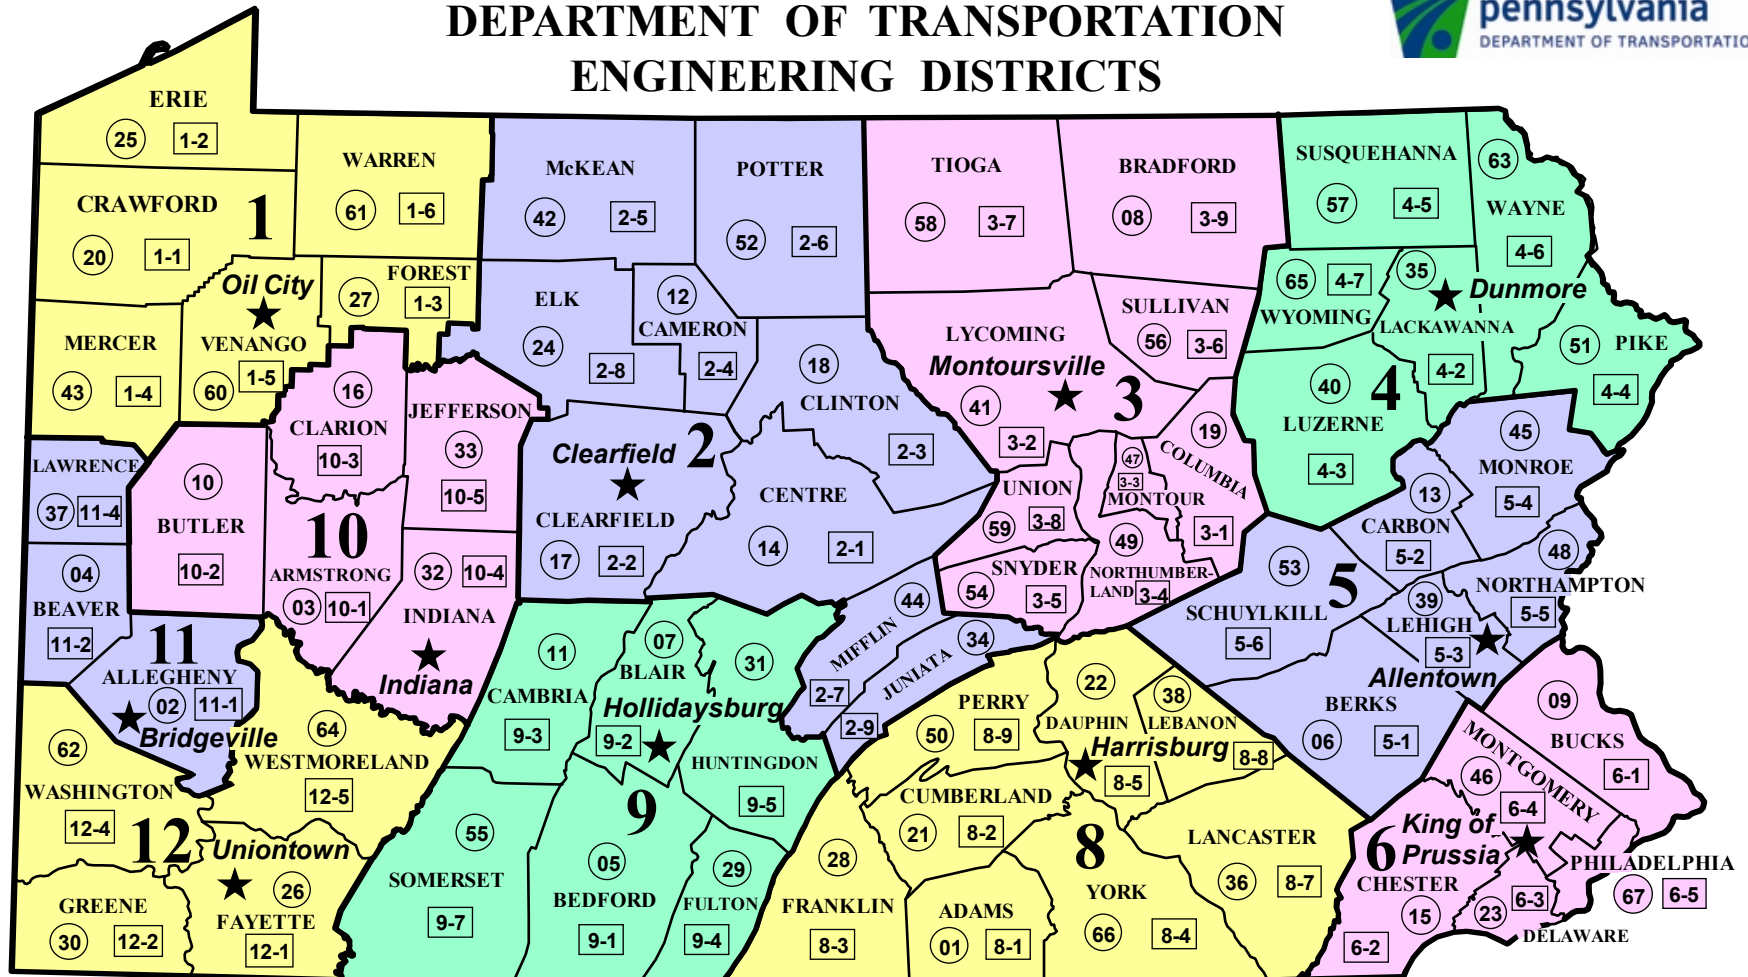 DEPARTMENT OF TRANSPORTATION
ENGINEERING DISTRICTS
pennsylvania
DEPARTMENT OF TRANSPORTATIO
ERIE
25 1-2
CRAWFORD
1
20 1-1
WARREN
61 1-6
FOREST
27 1-3
Oil City
VENANGO
60 1-5
MERCER
43 1-4
McKEAN
42 2-5
POTTER
52 2-6
ELK
24 2-8
12
CAMERON
2-4
18
CLINTON
2-3
Clearfield 2
CLEARFIELD
17 2-2
CENTRE
14 2-1
44
MIFFLIN
2-7
34
JUNIATA
2-9
TIOGA
58 3-7
BRADFORD
08 3-9
LYCOMING
Montoursville
3
41 3-2
SULLIVAN
56 3-6
19
COLUMBIA
3-1
47
3-3
MONTOUR
UNION
59 3-8
49
NORTHUMBER-
LAND 3-4
SNYDER
54 3-5
SUSQUEHANNA
57 4-5
63
WAYNE
4-6
65 4-7
WYOMING
35
Dunmore
LACKAWANNA
4-2
51 PIKE
4-4
40 4
LUZERNE
4-3
45
MONROE
5-4
13
CARBON
5-2
48
NORTHAMPTON
5-5
53 5
SCHUYLKILL
5-6
39
LEHIGH
5-3
Allentown
BERKS
06 5-1
09
BUCKS
6-1
MONTGOMERY
46 6-4
King of
Prussia
6
CHESTER
15
6-2
PHILADELPHIA
67 6-5
23 6-3
DELAWARE
22
DAUPHIN
Harrisburg
8-5
38
LEBANON
8-8
PERRY
50 8-9
CUMBERLAND
21 8-2
8
YORK
66 8-4
LANCASTER
36 8-7
28
FRANKLIN
8-3
ADAMS
01 8-1
11
CAMBRIA
9-3
07
BLAIR
Hollidaysburg
9-2
31
HUNTINGDON
9-5
9
55
SOMERSET
9-7
05
BEDFORD
9-1
29
FULTON
9-4
16
CLARION
10-3
JEFFERSON
33
10-5
10
BUTLER
10-2
10
ARMSTRONG
03 10-1
32 10-4
INDIANA
Indiana
LAWRENCE
37 11-4
04
BEAVER
11-2
11
ALLEGHENY
02 11-1
Bridgeville
62
WASHINGTON
12-4
12
64
WESTMORELAND
12-5
Uniontown
26
FAYETTE
12-1
GREENE
30 12-2